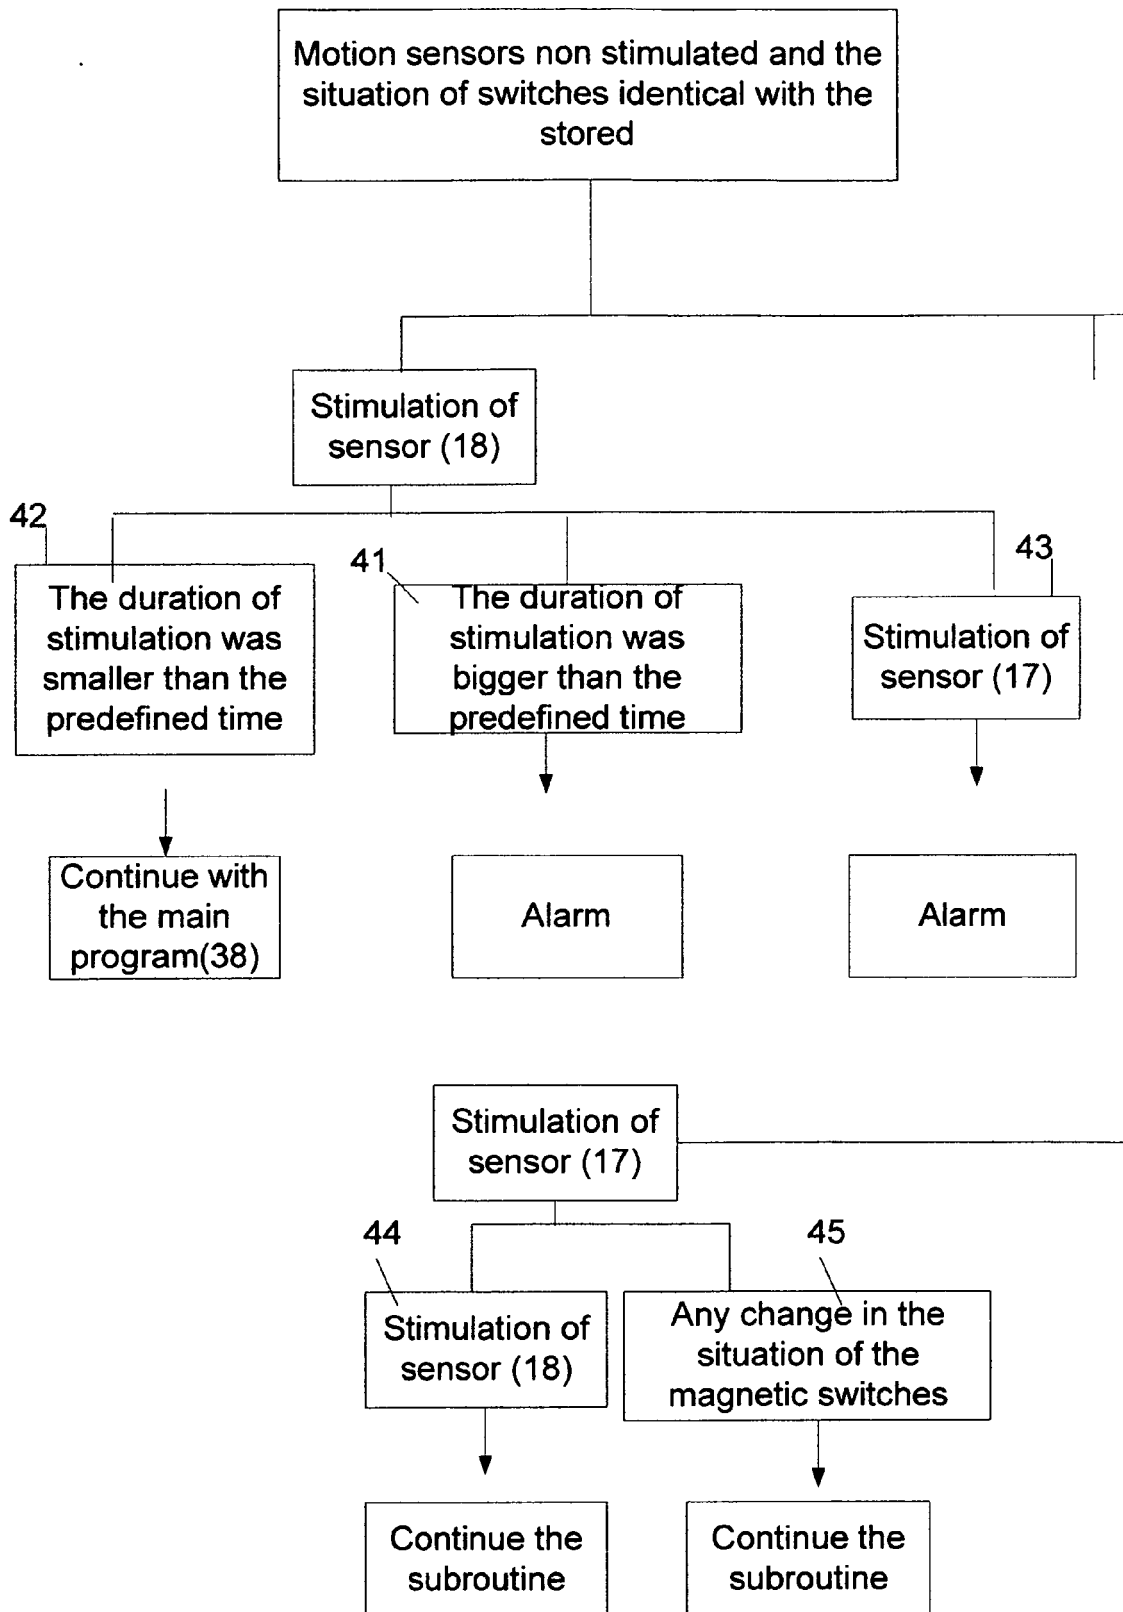 Motion sensors non stimulated and the
situation of switches identical with the
stored
Stimulation of
sensor (18)
42
The duration of
stimulation was
smaller than the
predefined time
41
The duration of
stimulation was
bigger than the
predefined time
43
Stimulation of
sensor (17)
Continue with
the main
program(38)
Alarm
Alarm
Stimulation of
sensor (17)
44
Stimulation of
sensor (18)
45
Any change in the
situation of the
magnetic switches
Continue the
subroutine
Continue the
subroutine